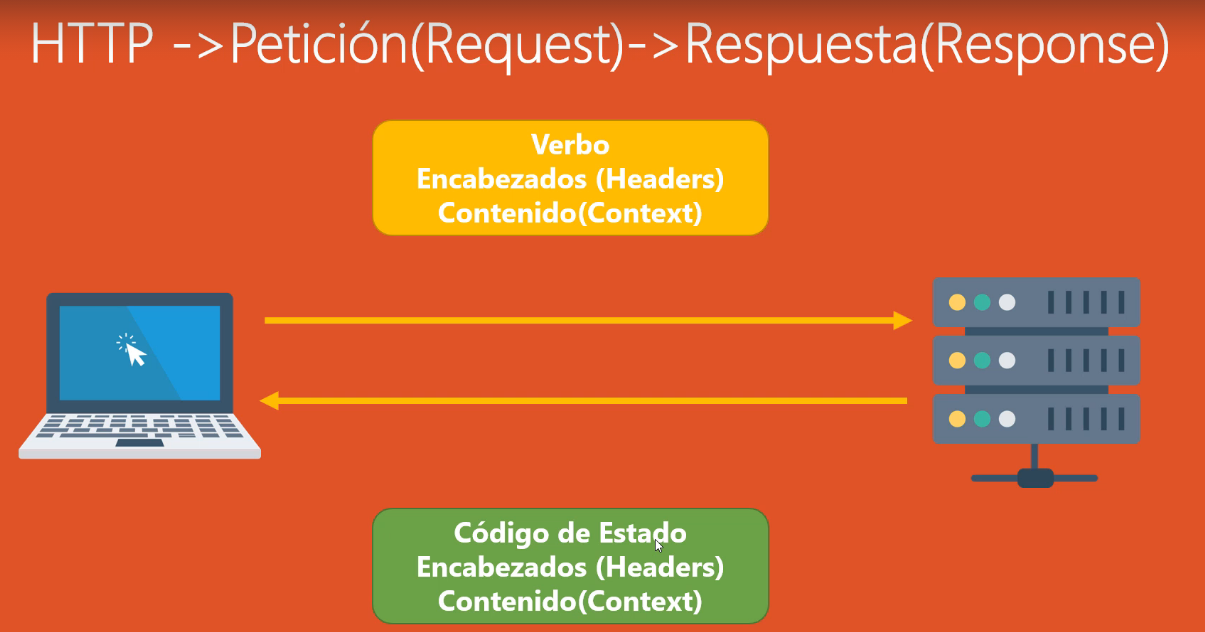 HTTP ->Petición(Request)->Respuesta(Response)
Verbo
Encabezados (Headers)
Contenido(Context)
Código de Estado
Encabezados (Headers)
Contenido(Context)